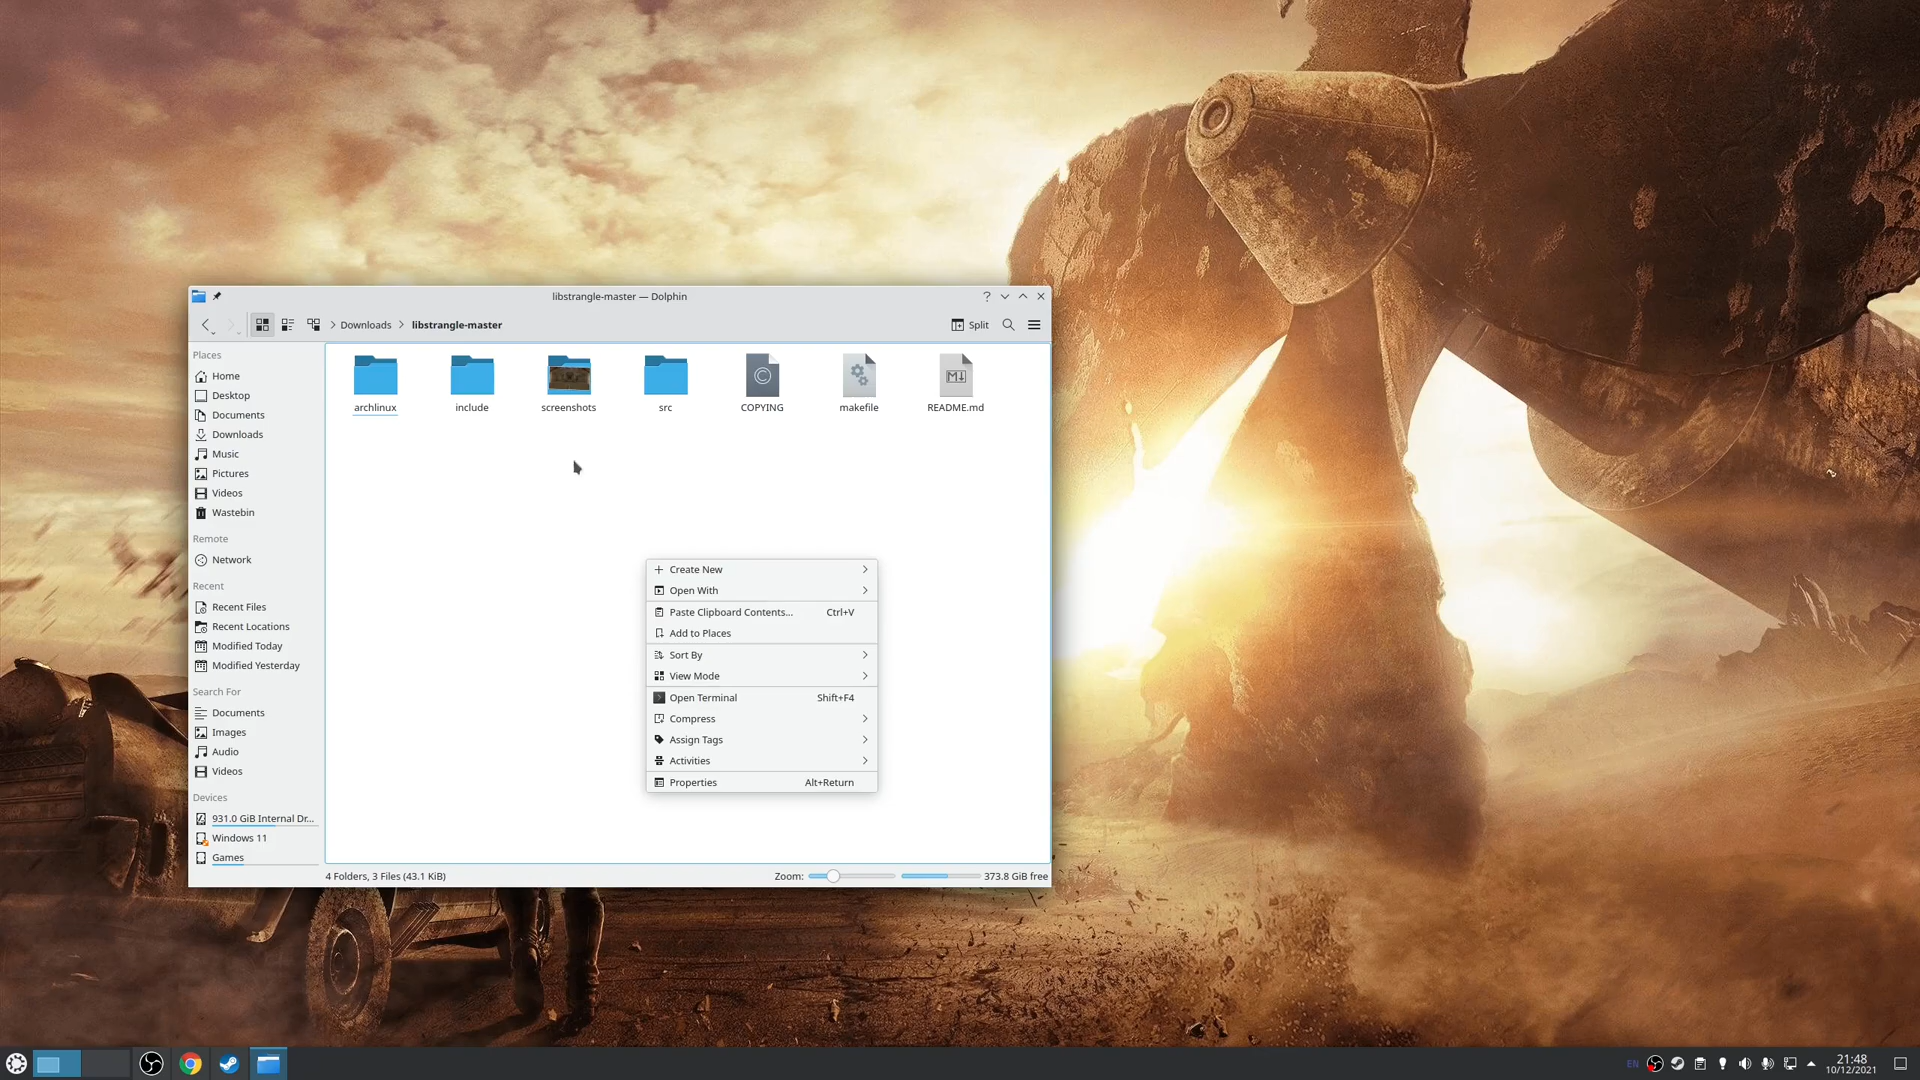 libstrangle-master — Dolphin
Downloads
libstrangle-master
Split
Places
Home
Desktop
Documents
Downloads
Music
Pictures
Videos
Wastebin
Remote
Network
Recent
Recent Files
Recent Locations
Modified Today
Modified Yesterday
Search For
Documents
Images
Audio
Videos
Devices
931.0 GiB Internal Dr...
Windows 11
Games
archlinux
include
screenshots
src
COPYING
makefile
README.md
Create New
Open With
Paste Clipboard Contents... Ctrl+V
Add to Places
Sort By
View Mode
Open Terminal Shift+F4
Compress
Assign Tags
Activities
Properties Alt+Return
4 Folders, 3 Files (43.1 KiB)
Zoom:
373.8 GiB free
EN
21:48
10/12/2021